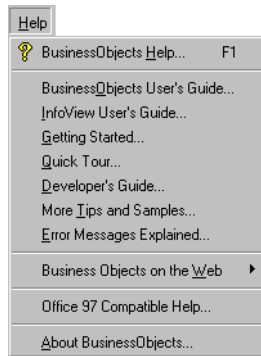 Help
BusinessObjects Help... F1
BusinessObjects User's Guide...
InfoView User's Guide...
Getting Started...
Quick Tour...
Developer's Guide...
More Tips and Samples...
Error Messages Explained...
Business Objects on the Web
Office 97 Compatible Help...
About BusinessObjects...